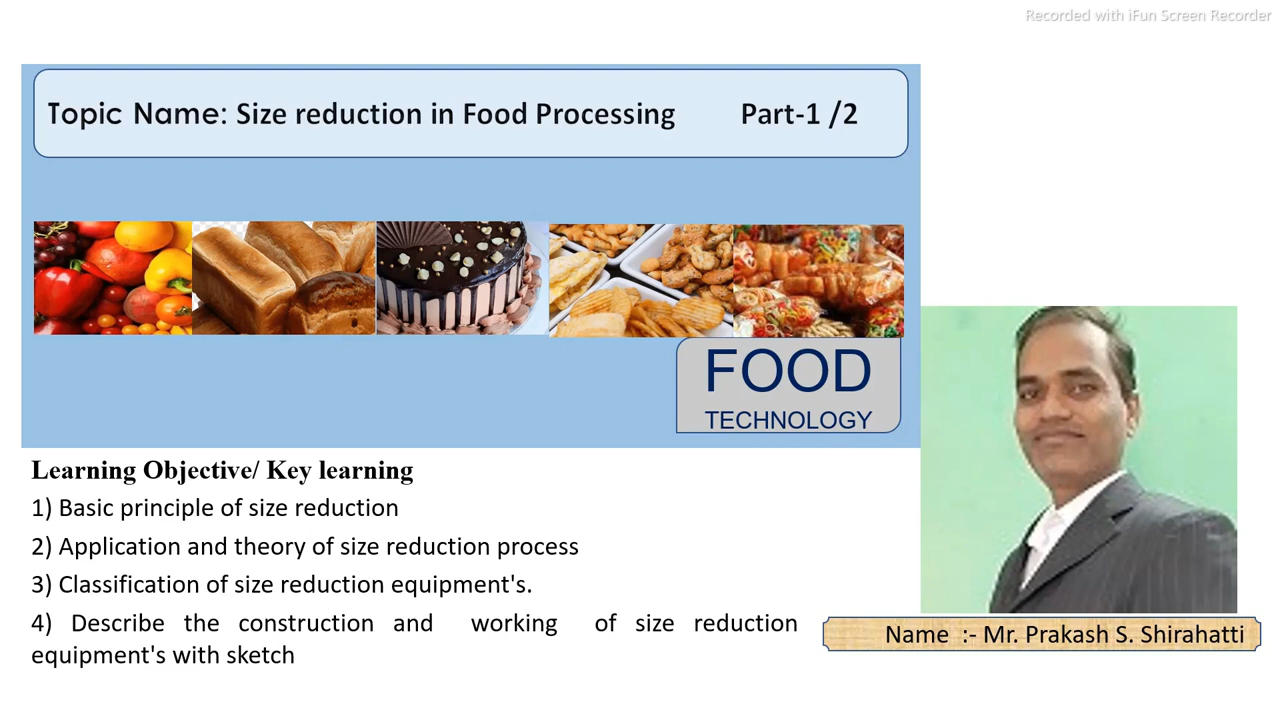 Recorded with iFun Screen Recorder
Topic Name: Size reduction in Food Processing Part-1 /2
FOOD
TECHNOLOGY
Learning Objective/ Key learning
1) Basic principle of size reduction
2) Application and theory of size reduction process
3) Classification of size reduction equipment's.
4) Describe the construction and working of size reduction
equipment's with sketch
Name :- Mr. Prakash S. Shirahatti